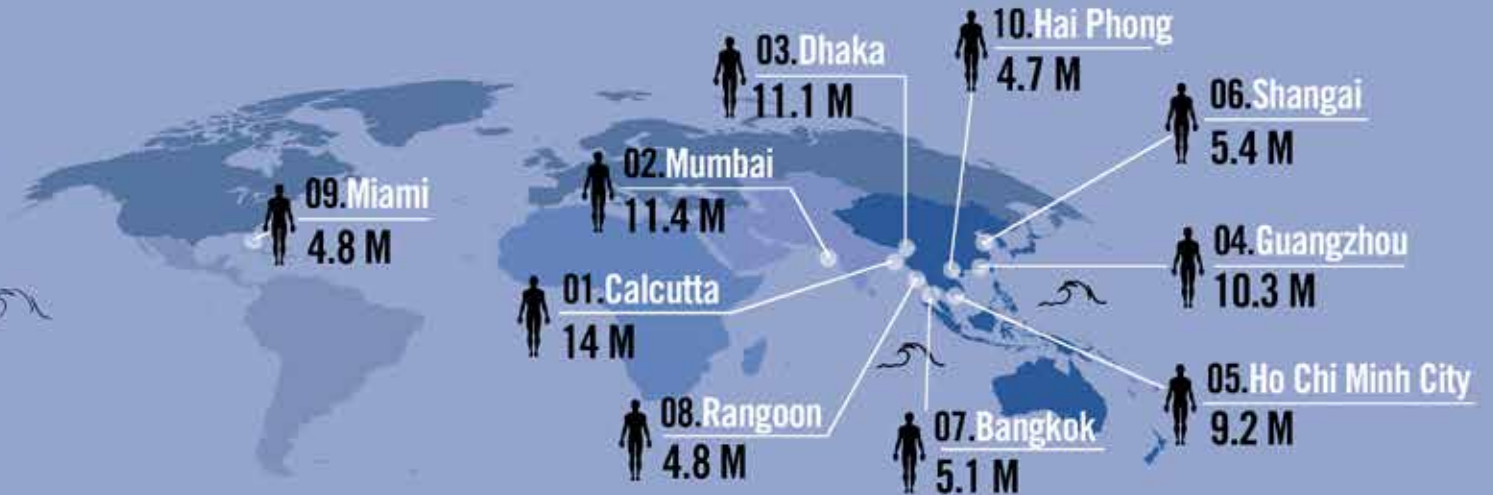 10.Hai Phong
4.7 M
03.Dhaka
11.1 M
06.Shangai
5.4 M
02.Mumbai
11.4 M
09.Miami
4.8 M
04.Guangzhou
10.3 M
01.Calcutta
14 M
05.Ho Chi Minh City
9.2 M
08.Rangoon
4.8 M
07.Bangkok
5.1 M